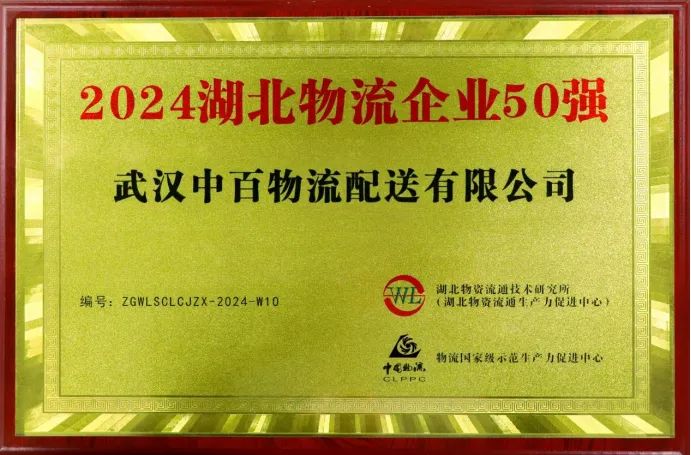 2024湖北物流企业50强
武汉中百物流配送有限公司
编号：ZGWLSCLCJZX-2024-W10
WL
湖北物资流通技术研究所
(湖北物资流通生产力促进中心)
中国物流
CLPPC
物流国家级示范生产力促进中心